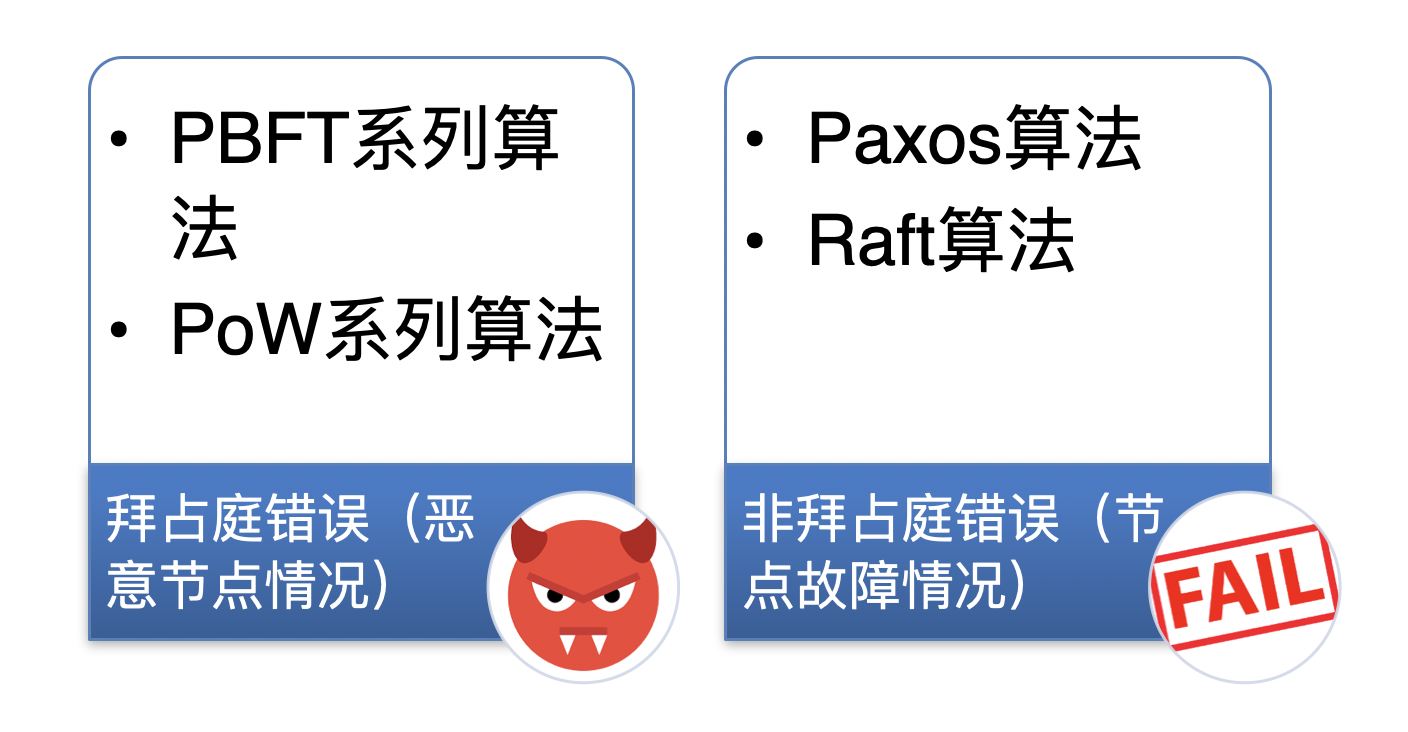 • PBFT系列算
法
• PoW系列算法
拜占庭错误（恶
意节点情况）
• Paxos算法
• Raft算法
非拜占庭错误（节
点故障情况）
FAIL